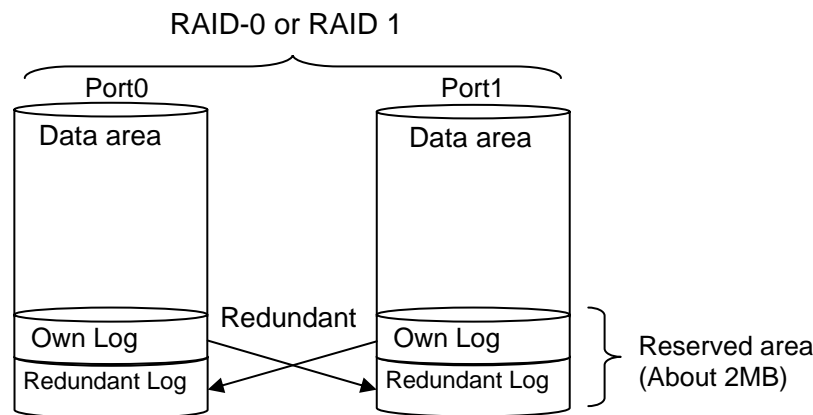 RAID-0 or RAID 1
Port0
Port1
Data area
Data area
Redundant
Own Log
Own Log
Redundant Log
Redundant Log
Reserved area
(About 2MB)